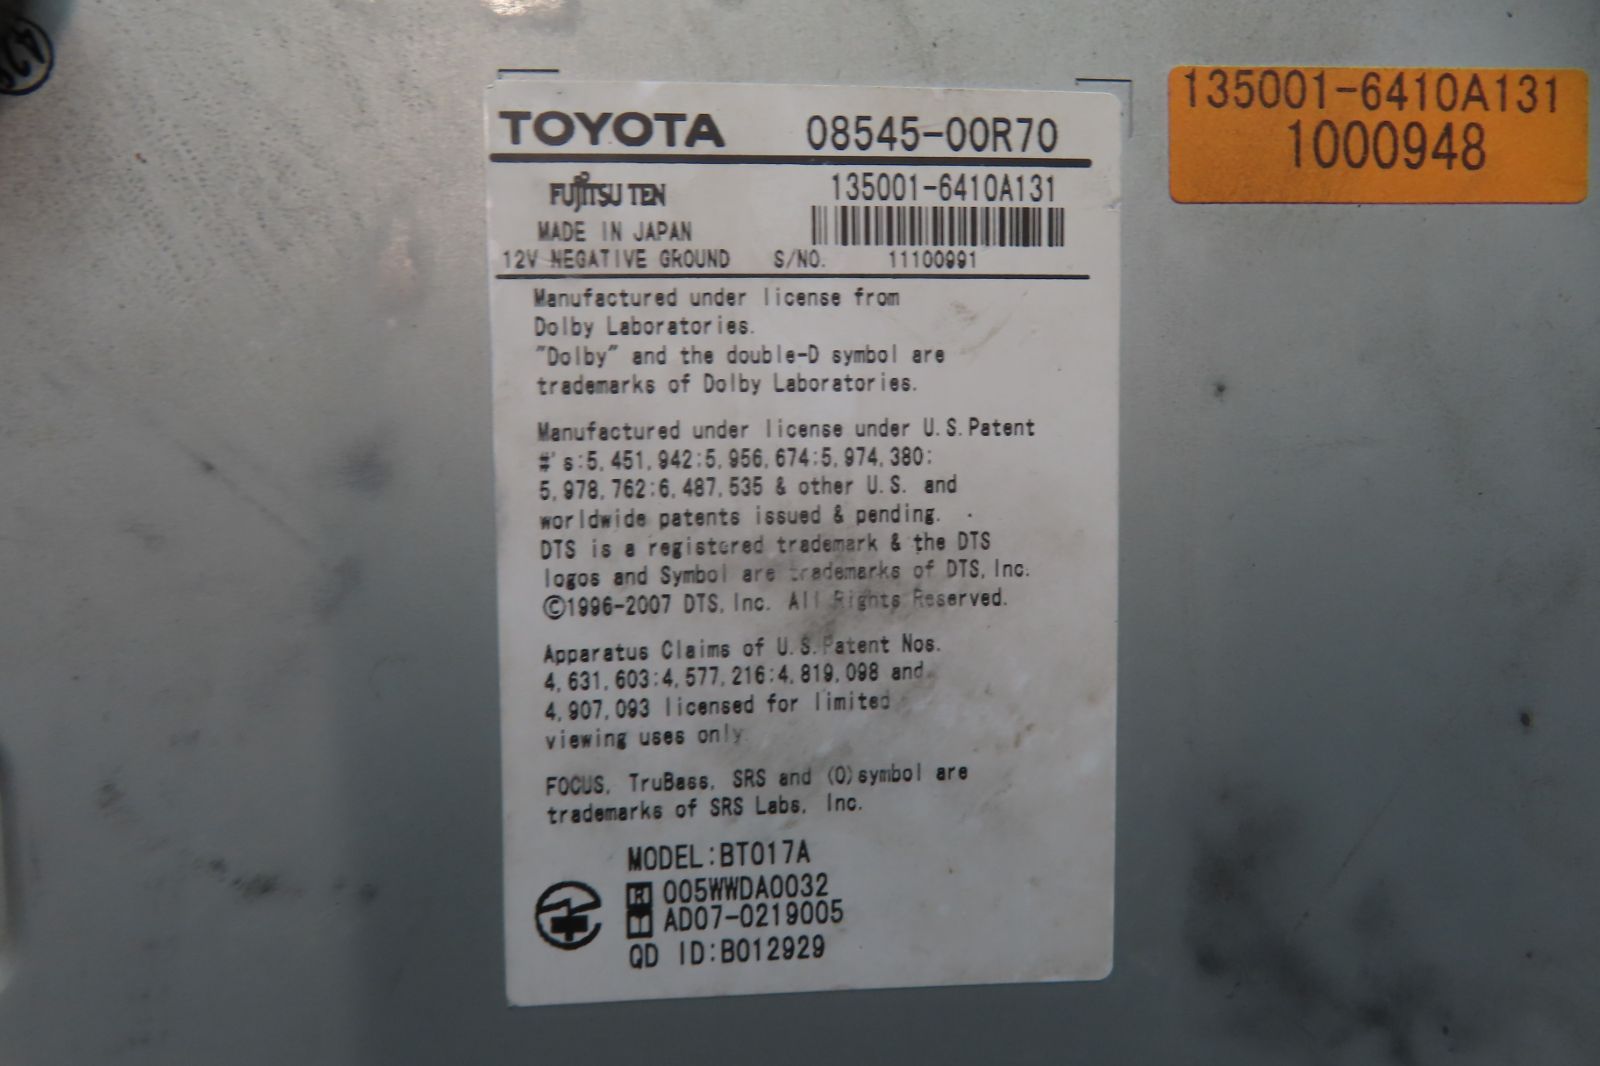 TOYOTA 08545-00R70
FUJITSU TEN 135001-6410A131
MADE IN JAPAN
12V NEGATIVE GROUND S/NO. 11100991
Manufactured under license from
Dolby Laboratories.
"Dolby" and the double-D symbol are
trademarks of Dolby Laboratories.
Manufactured under license under U.S.Patent
#'s:5,451,942:5,956,674:5,974,380:
5,978,762:6,487,535 & other U.S. and
worldwide patents issued & pending.
DTS is a registered trademark & the DTS
logos and Symbol are trademarks of DTS,Inc.
©1996-2007 DTS,Inc. All Rights Reserved.
Apparatus Claims of U.S.Patent Nos.
4,631,603:4,577,216:4,819,098 and
4,907,093 licensed for limited
viewing uses only.
FOCUS, TruBass, SRS and (O)symbol are
trademarks of SRS Labs, Inc.
MODEL:BT017A
R 005WWDA0032
T AD07-0219005
QD ID:B012929
135001-6410A131
1000948